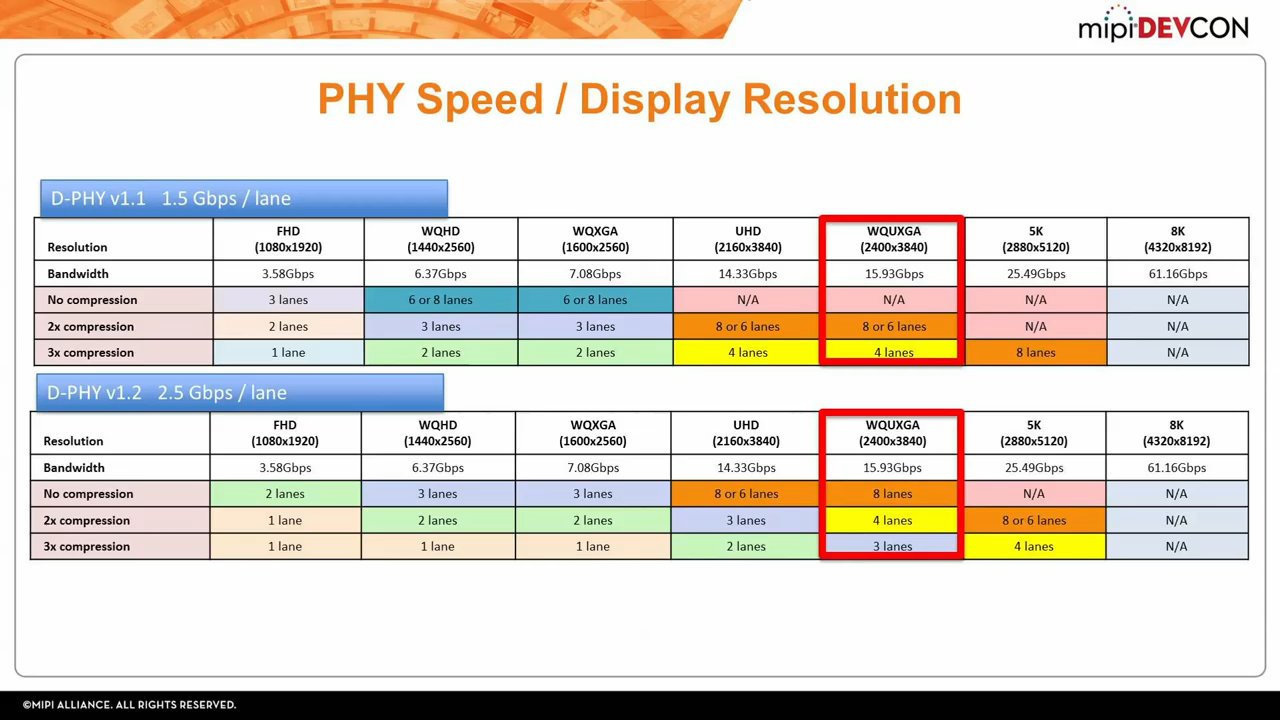 mipi DEVCON
PHY Speed / Display Resolution
D-PHY v1.1 1.5 Gbps / lane
Resolution FHD (1080x1920) WQHD (1440x2560) WQXGA (1600x2560) UHD (2160x3840) WQUXGA (2400x3840) 5K (2880x5120) 8K (4320x8192)
Bandwidth 3.58Gbps 6.37Gbps 7.08Gbps 14.33Gbps 15.93Gbps 25.49Gbps 61.16Gbps
No compression 3 lanes 6 or 8 lanes 6 or 8 lanes N/A N/A N/A N/A
2x compression 2 lanes 3 lanes 3 lanes 8 or 6 lanes 8 or 6 lanes N/A N/A
3x compression 1 lane 2 lanes 2 lanes 4 lanes 4 lanes 8 lanes N/A
D-PHY v1.2 2.5 Gbps / lane
Resolution FHD (1080x1920) WQHD (1440x2560) WQXGA (1600x2560) UHD (2160x3840) WQUXGA (2400x3840) 5K (2880x5120) 8K (4320x8192)
Bandwidth 3.58Gbps 6.37Gbps 7.08Gbps 14.33Gbps 15.93Gbps 25.49Gbps 61.16Gbps
No compression 2 lanes 3 lanes 3 lanes 8 or 6 lanes 8 lanes N/A N/A
2x compression 1 lane 2 lanes 2 lanes 3 lanes 4 lanes 8 or 6 lanes N/A
3x compression 1 lane 1 lane 1 lane 2 lanes 3 lanes 4 lanes N/A
©MIPI ALLIANCE. ALL RIGHTS RESERVED.